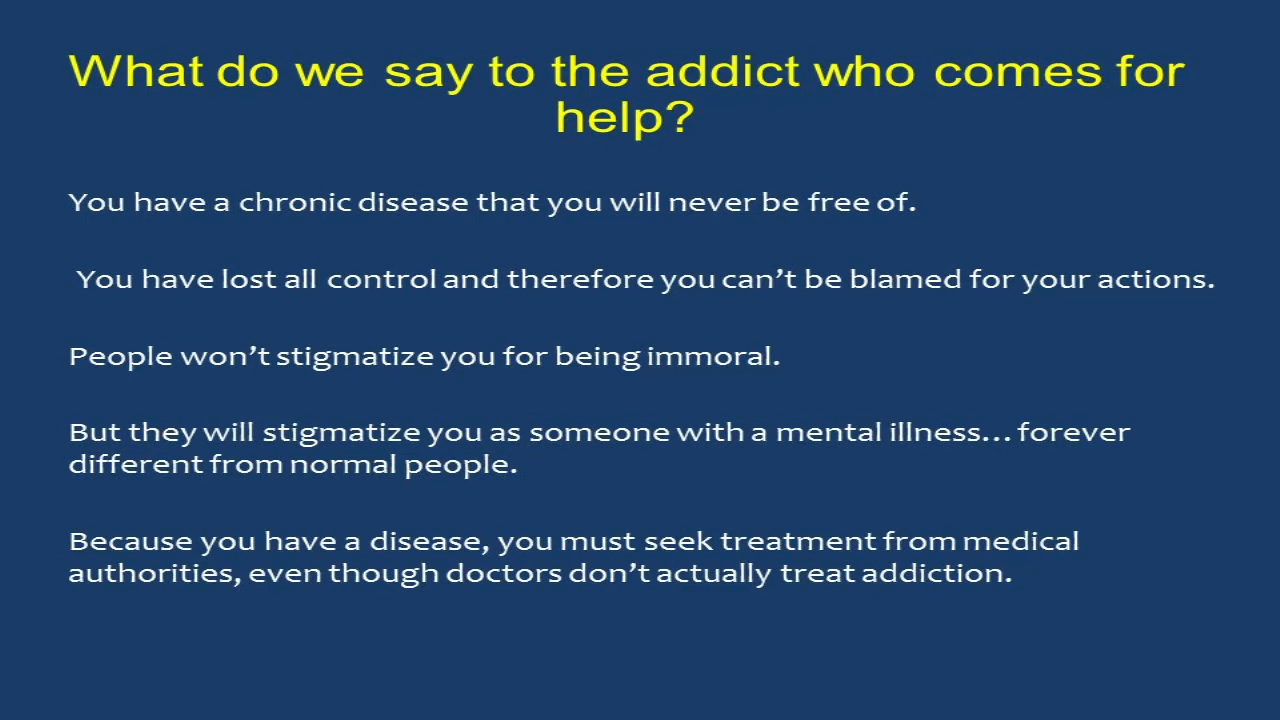 What do we say to the addict who comes for
help?
You have a chronic disease that you will never be free of.
You have lost all control and therefore you can’t be blamed for your actions.
People won’t stigmatize you for being immoral.
But they will stigmatize you as someone with a mental illness… forever
different from normal people.
Because you have a disease, you must seek treatment from medical
authorities, even though doctors don’t actually treat addiction.